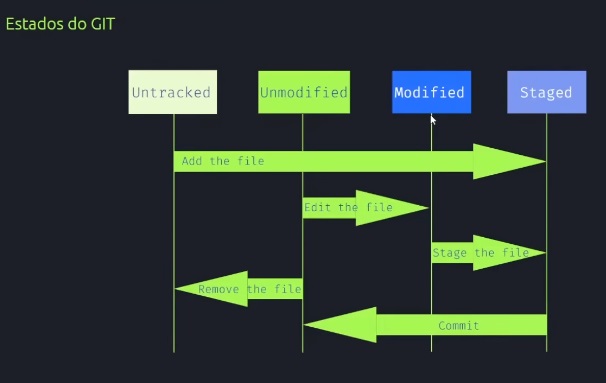 Estados do GIT
Untracked
Unmodified
Modified
Staged
Add the file
Edit the file
Stage the file
Remove the file
Commit